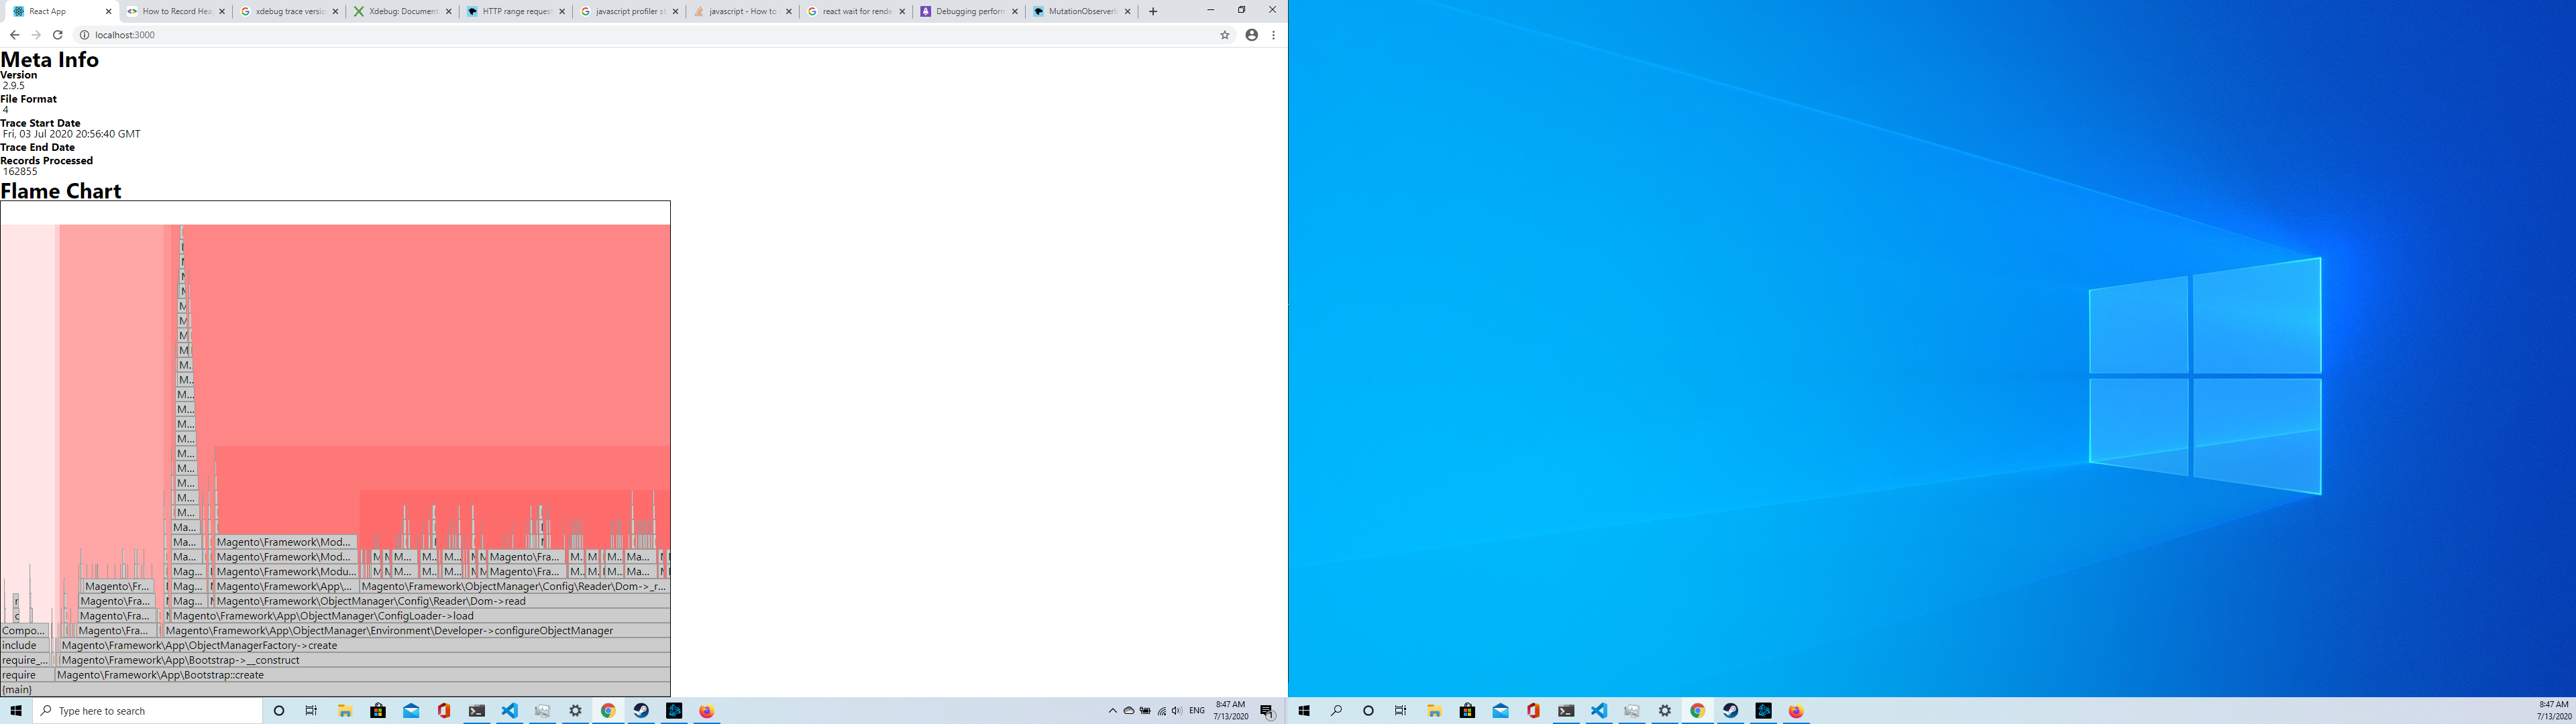 React App
How to Record Hea
xdebug trace versio
Xdebug: Document
HTTP range request
javascript profiler st
javascript - How to
react wait for rende
Debugging perform
MutationObserverIn
localhost:3000
Meta Info
Version
2.9.5
File Format
4
Trace Start Date
Fri, 03 Jul 2020 20:56:40 GMT
Trace End Date
Records Processed
162855
Flame Chart
M
M
M
M
M
M..
M..
M...
M...
M...
M...
M...
M...
M...
M...
M...
Ma...
Ma... Magento\Framework\Mod...
Ma... Magento\Framework\Mod... M M M... M.. M... M M Magento\Fra... M. M. M.. Ma...
Mag... Magento\Framework\Modu... M M M... M.. M... M M Magento\Fra... M. M. M.. Ma...
Magento\Fr... Mag... Magento\Framework\App\... Magento\Framework\ObjectManager\Config\Reader\Dom->_r...
r Magento\Fra... Mag... Magento\Framework\ObjectManager\Config\Reader\Dom->read
c Magento\Fra... Magento\Framework\App\ObjectManager\ConfigLoader->load
Compo... Magento\Fra... Magento\Framework\App\ObjectManager\Environment\Developer->configureObjectManager
include Magento\Framework\App\ObjectManagerFactory->create
require_... Magento\Framework\App\Bootstrap->__construct
require Magento\Framework\App\Bootstrap::create
{main}
Type here to search
ENG
8:47 AM
7/13/2020
1
8:47 AM
7/13/2020